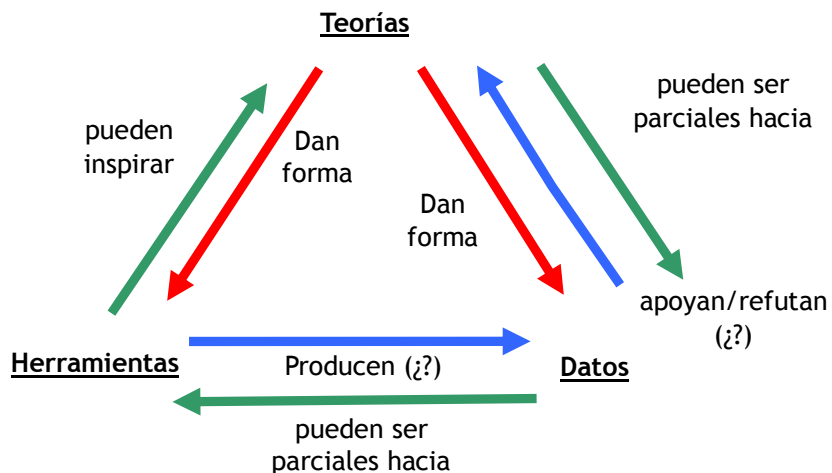 Teorías
pueden
inspirar
Dan
forma
Dan
forma
pueden ser
parciales hacia
apoyan/refutan
(¿?)
Herramientas
Producen (¿?)
Datos
pueden ser
parciales hacia